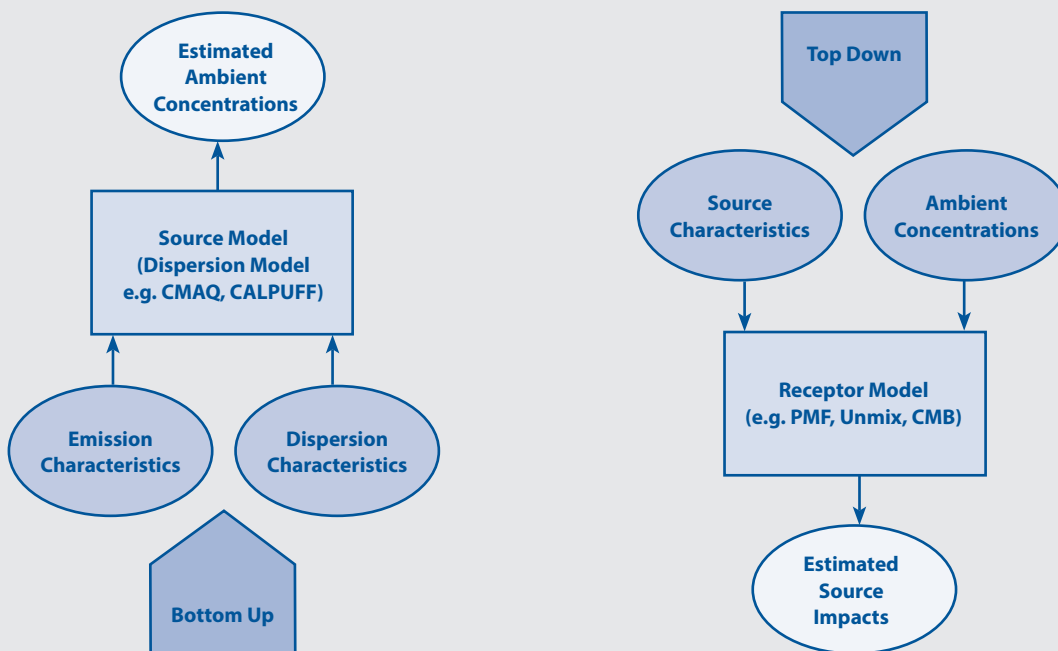 Estimated
Ambient
Concentrations
Source Model
(Dispersion Model
e.g. CMAQ, CALPUFF)
Emission
Characteristics
Dispersion
Characteristics
Bottom Up
Top Down
Source
Characteristics
Ambient
Concentrations
Receptor Model
(e.g. PMF, Unmix, CMB)
Estimated
Source
Impacts